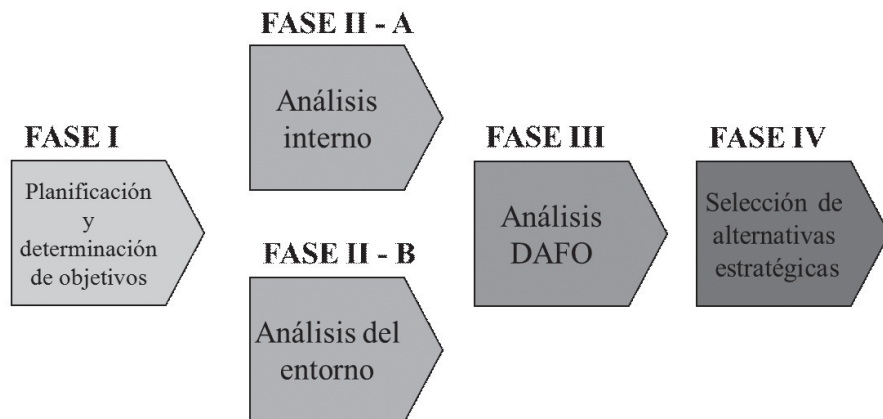 FASE I
Planificación
y
determinación
de objetivos
FASE II - A
Análisis
interno
FASE II - B
Análisis del
entorno
FASE III
Análisis
DAFO
FASE IV
Selección de
alternativas
estratégicas